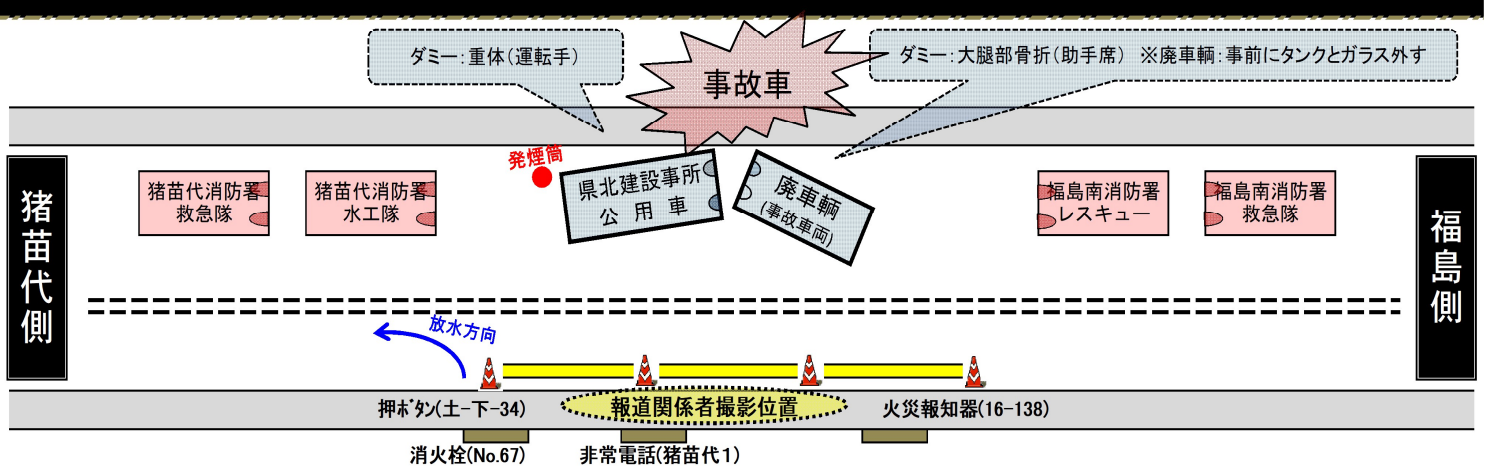 ダミー：重体（運転手）
事故車
ダミー：大腿部骨折（助手席）　※廃車輌：事前にタンクとガラス外す
発煙筒
猪苗代側
猪苗代消防署
救急隊
猪苗代消防署
水工隊
県北建設事所
公用車
廃車輌
（事故車両）
福島南消防署
レスキュー
福島南消防署
救急隊
福島側
放水方向
押ﾎﾞﾀﾝ(土-下-34)
報道関係者撮影位置
火災報知器(16-138)
消火栓(No.67)
非常電話(猪苗代１)